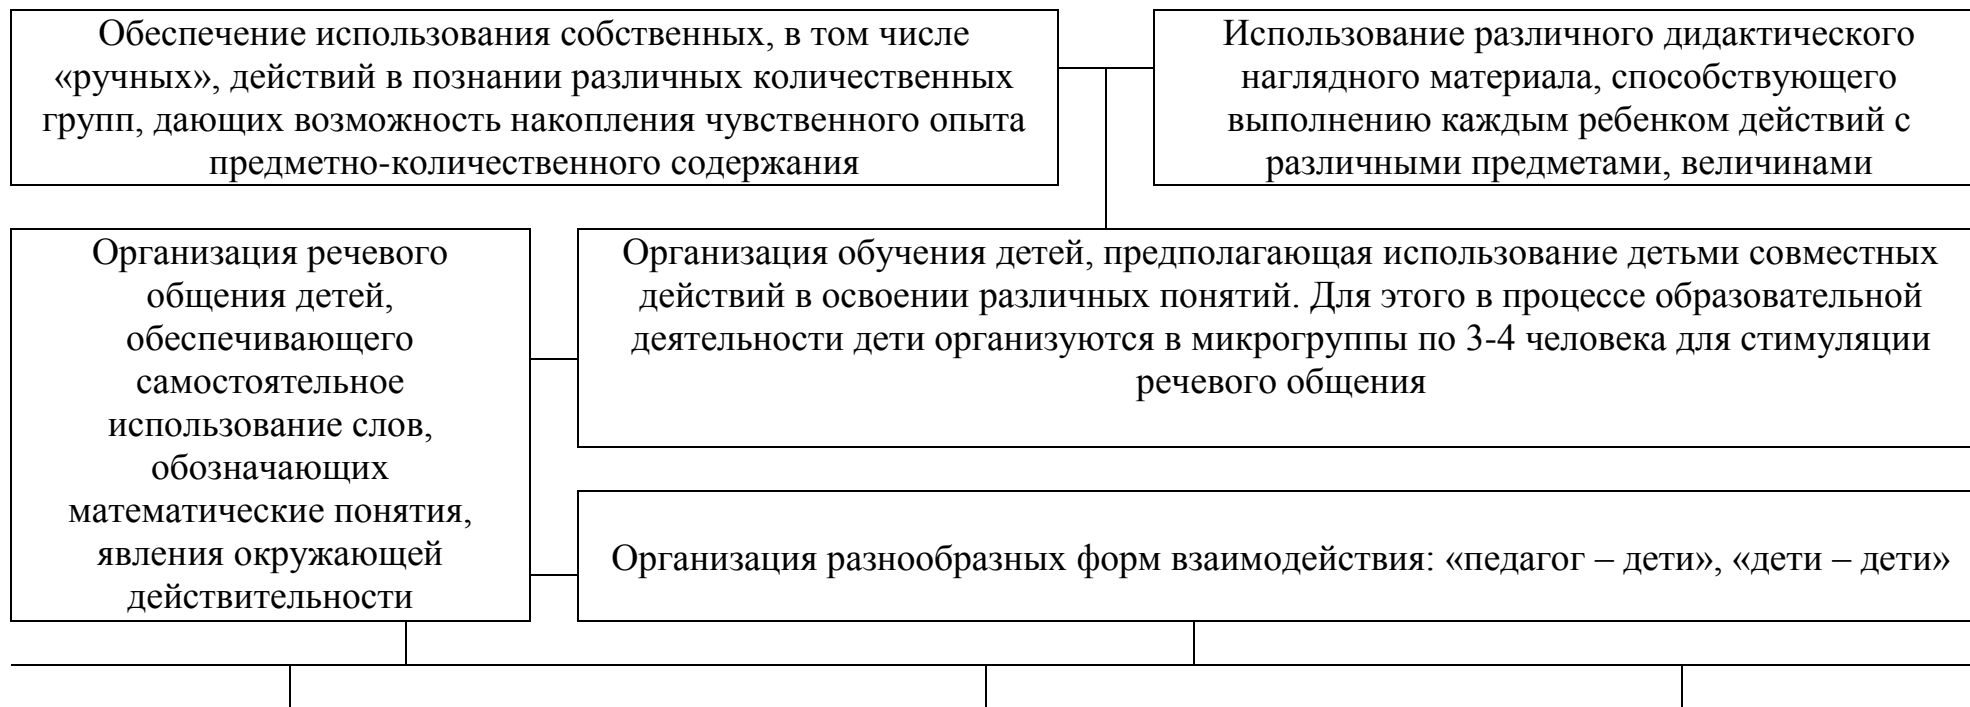 Обеспечение использования собственных, в том числе
«ручных», действий в познании различных количественных
групп, дающих возможность накопления чувственного опыта
предметно-количественного содержания
Использование различного дидактического
наглядного материала, способствующего
выполнению каждым ребенком действий с
различными предметами, величинами
Организация речевого
общения детей,
обеспечивающего
самостоятельное
использование слов,
обозначающих
математические понятия,
явления окружающей
действительности
Организация обучения детей, предполагающая использование детьми совместных
действий в освоении различных понятий. Для этого в процессе образовательной
деятельности дети организуются в микрогруппы по 3-4 человека для стимуляции
речевого общения
Организация разнообразных форм взаимодействия: «педагог – дети», «дети – дети»